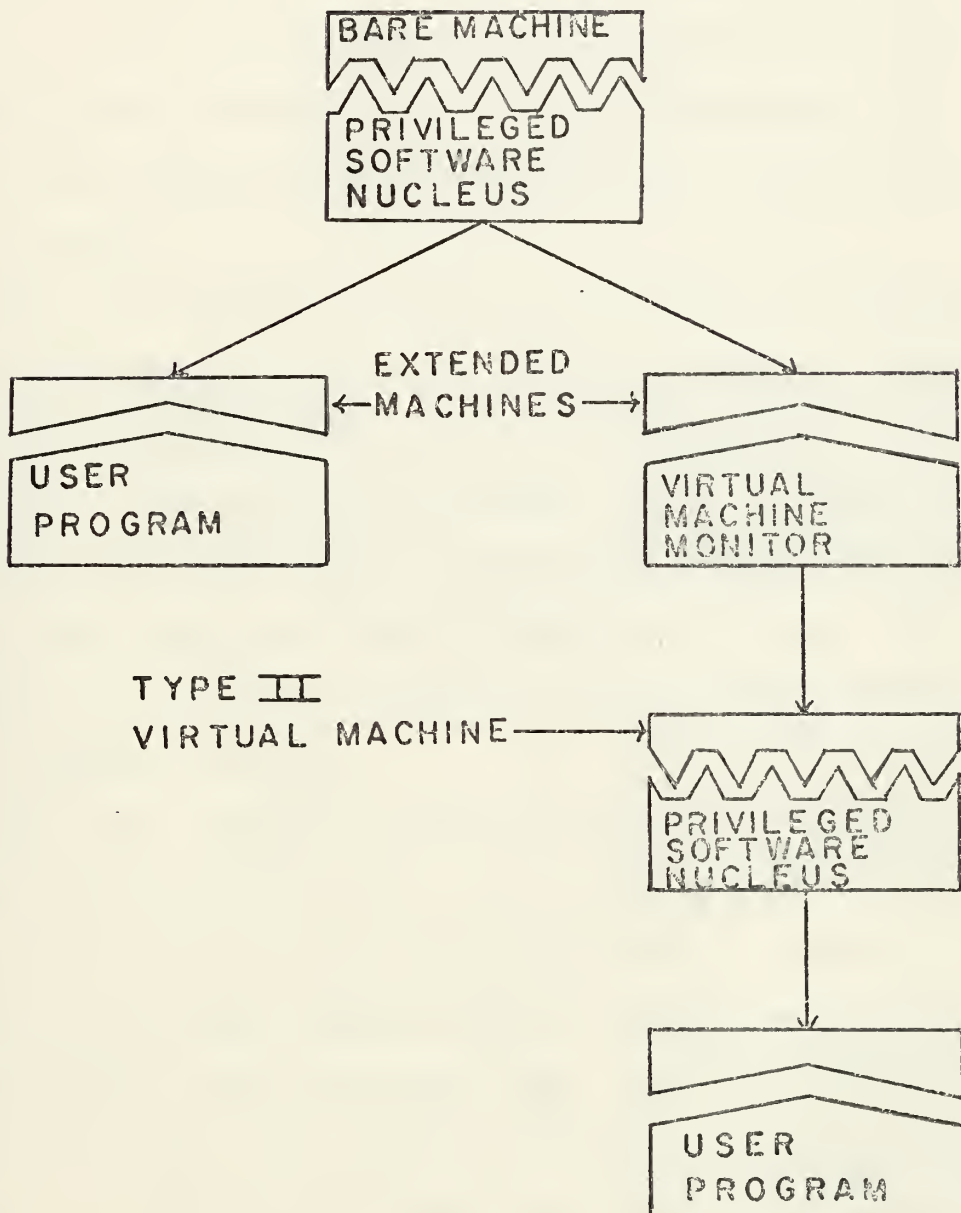 BARE MACHINE
PRIVILEGED
SOFTWARE
NUCLEUS
EXTENDED
MACHINES
USER
PROGRAM
VIRTUAL
MACHINE
MONITOR
TYPE II
VIRTUAL MACHINE
PRIVILEGED
SOFTWARE
NUCLEUS
USER
PROGRAM